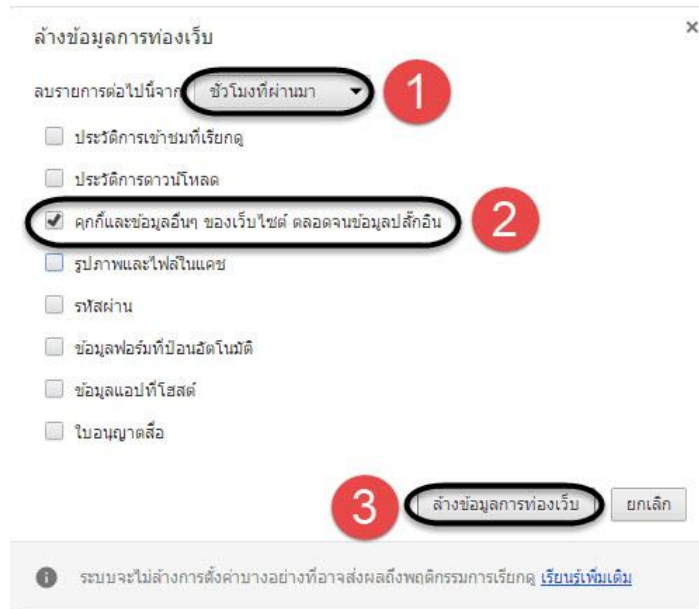 ล้างข้อมูลการท่องเว็บ
ลบรายการต่อไปนี้จาก ชั่วโมงที่ผ่านมา 1
ประวัติการเข้าชมที่เรียกดู
ประวัติการดาวน์โหลด
คุกกี้และข้อมูลอื่นๆ ของเว็บไซต์ ตลอดจนข้อมูลปลั๊กอิน 2
รูปภาพและไฟล์ในแคช
รหัสผ่าน
ข้อมูลฟอร์มที่ป้อนอัตโนมัติ
ข้อมูลแอปที่โฮสต์
ใบอนุญาตสื่อ
3 ล้างข้อมูลการท่องเว็บ ยกเลิก
ระบบจะไม่ล้างการตั้งค่าบางอย่างที่อาจส่งผลถึงพฤติกรรมการเรียกดู เรียนรู้เพิ่มเติม